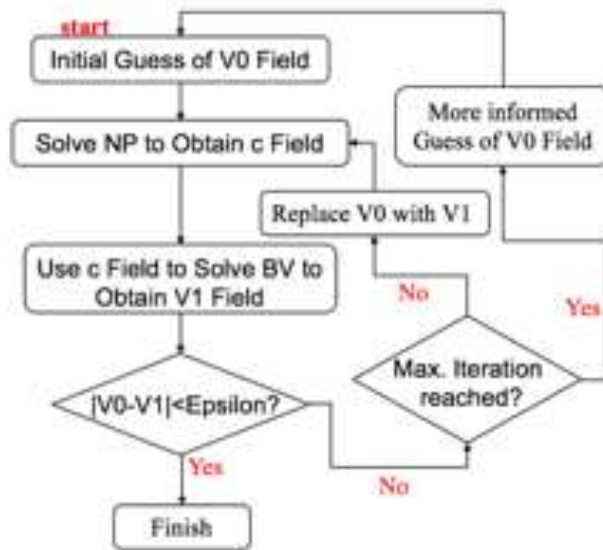 start
Initial Guess of V0 Field
More informed
Guess of V0 Field
Solve NP to Obtain c Field
Replace V0 with V1
Use c Field to Solve BV to
Obtain V1 Field
No
Yes
Max. Iteration
reached?
|V0-V1|<Epsilon?
Yes
No
Finish